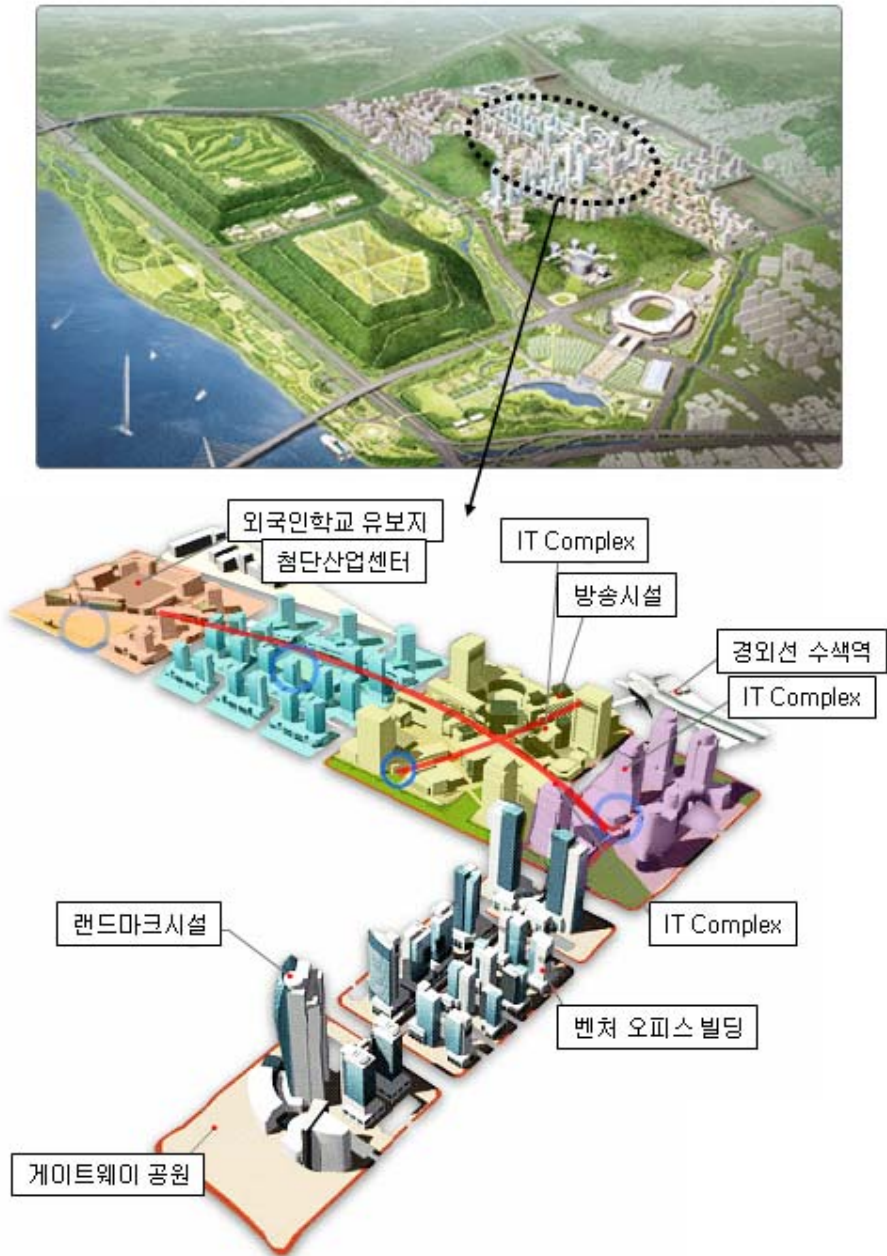 외국인학교 유보지
첨단산업센터
IT Complex
방송시설
경외선 수색역
IT Complex
랜드마크시설
IT Complex
벤처 오피스 빌딩
게이트웨이 공원